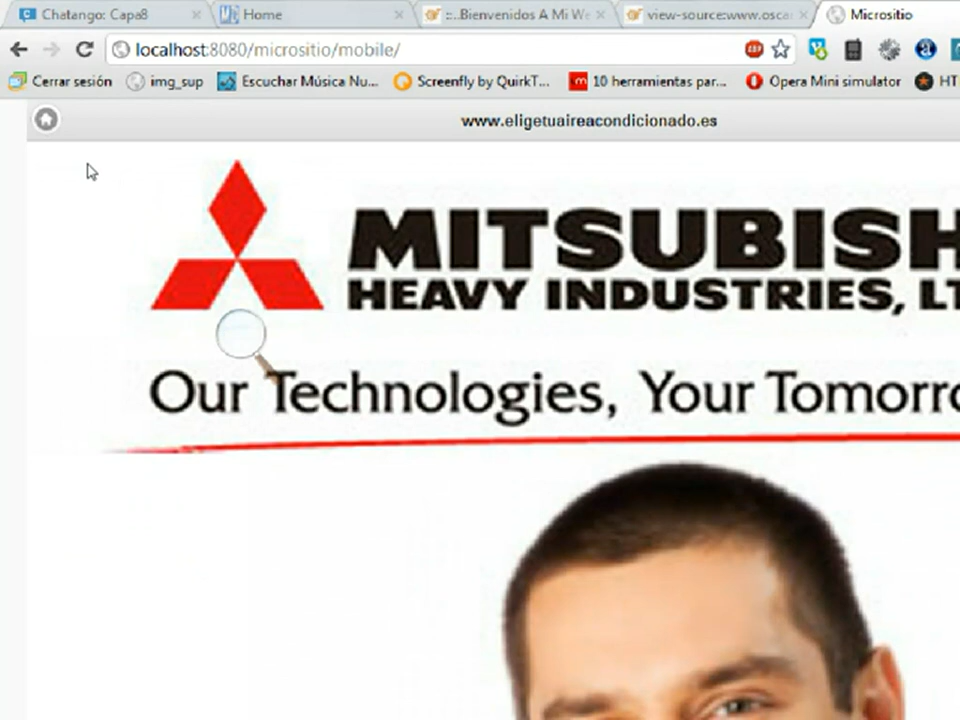 Chatango: Capa8
Home
::..Bienvenidos A Mi We
view-source:www.osca
Micrositio
localhost:8080/micrositio/mobile/
Cerrar sesión
img_sup
Escuchar Música Nu...
Screenfly by QuirkT...
10 herramientas par...
Opera Mini simulator
HT
www.eligetuaireacondicionado.es
MITSUBISH
HEAVY INDUSTRIES, LT
Our Technologies, Your Tomorro